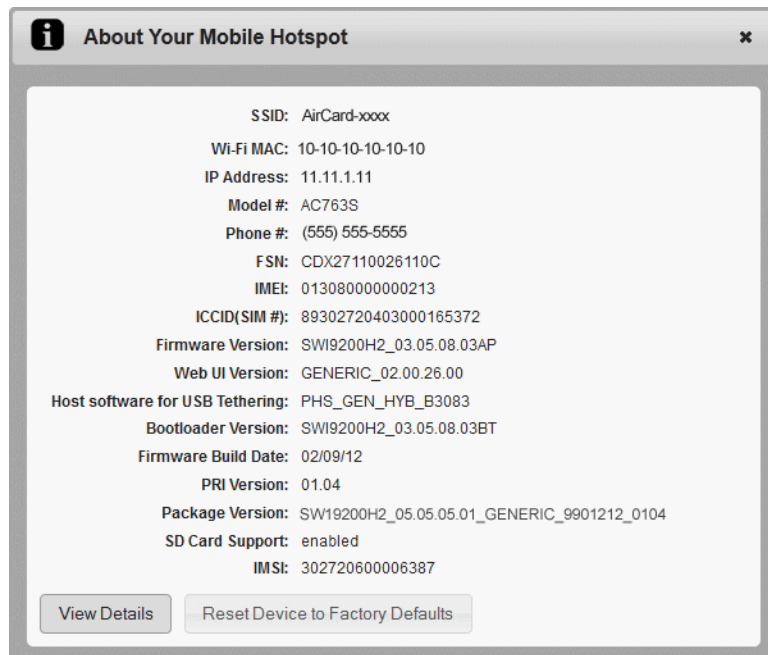 About Your Mobile Hotspot
SSID: AirCard-xxxx
Wi-Fi MAC: 10-10-10-10-10-10
IP Address: 11.11.1.11
Model #: AC763S
Phone #: (555) 555-5555
FSN: CDX27110026110C
IMEI: 013080000000213
ICCID(SIM #): 89302720403000165372
Firmware Version: SWI9200H2_03.05.08.03AP
Web UI Version: GENERIC_02.00.26.00
Host software for USB Tethering: PHS_GEN_HYB_B3083
Bootloader Version: SWI9200H2_03.05.08.03BT
Firmware Build Date: 02/09/12
PRI Version: 01.04
Package Version: SW19200H2_05.05.05.01_GENERIC_9901212_0104
SD Card Support: enabled
IMSI: 302720600006387
View Details Reset Device to Factory Defaults